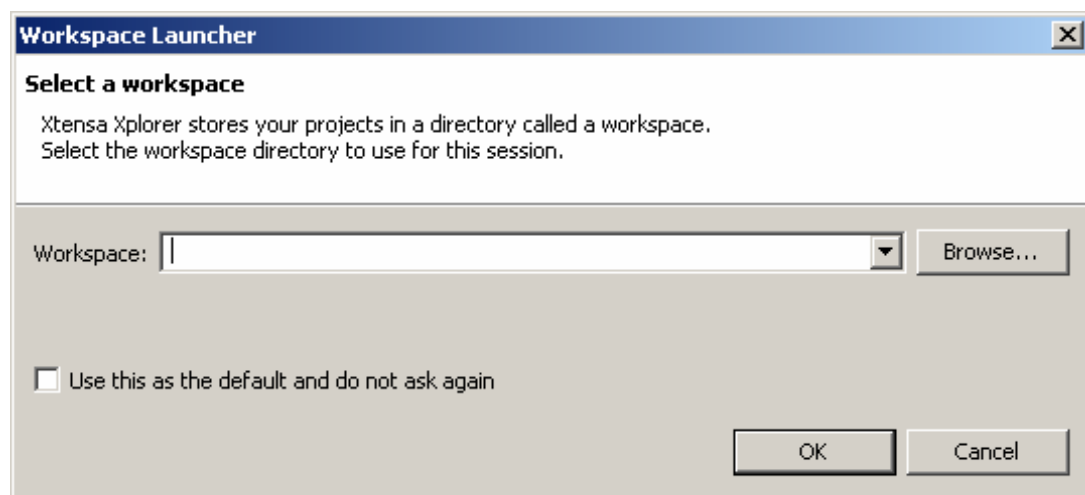 Workspace Launcher
Select a workspace
Xtensa Xplorer stores your projects in a directory called a workspace.
Select the workspace directory to use for this session.
Workspace:
Browse...
Use this as the default and do not ask again
OK
Cancel